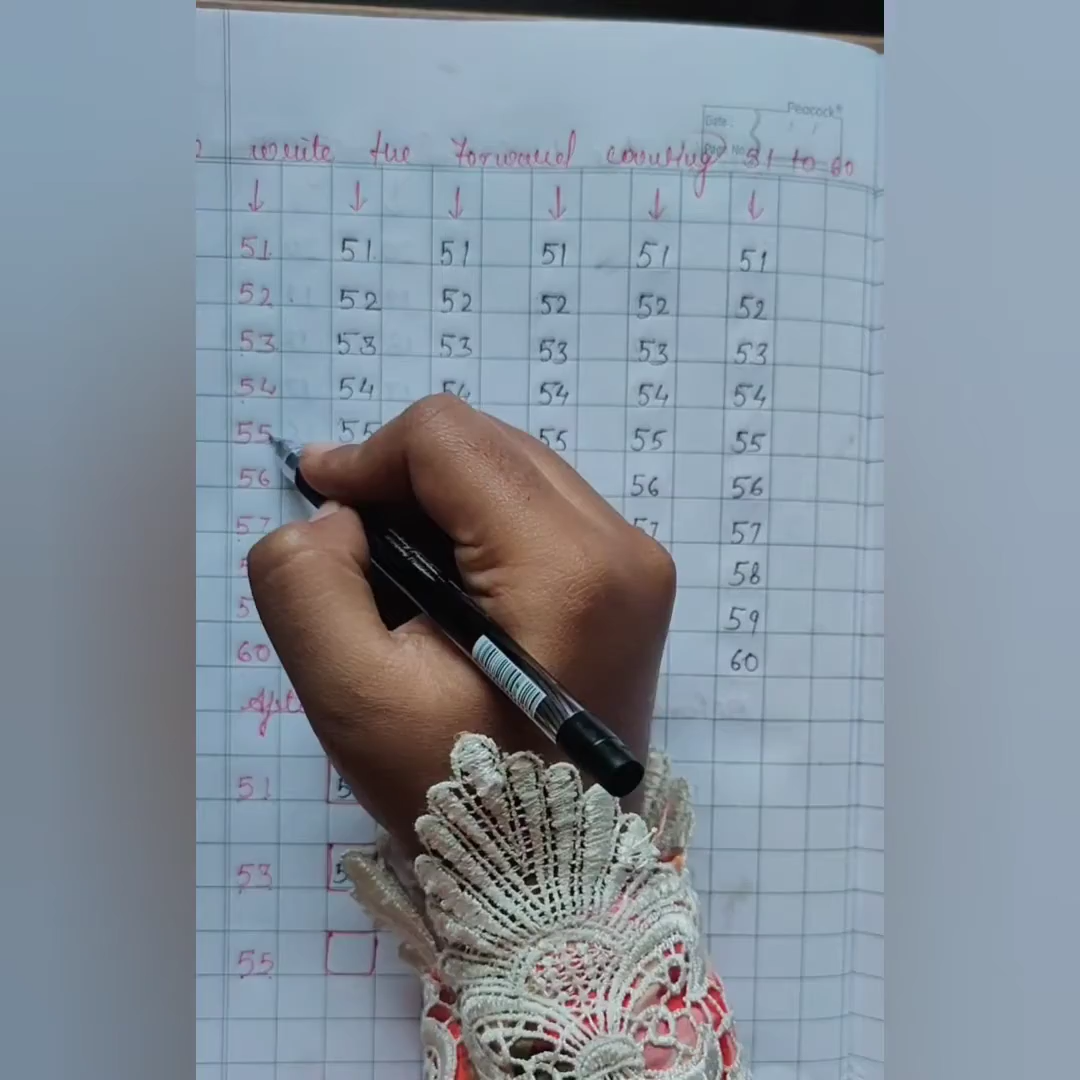 Peacock®
Date :
Page No.
write the Forward counting 51 to 60
51 51 51 51 51 51
52 52 52 52 52 52
53 53 53 53 53 53
54 54 54 54 54 54
55 55 55 55 55
56 56 56
57 57 57
58
59
60 60
51
53
55